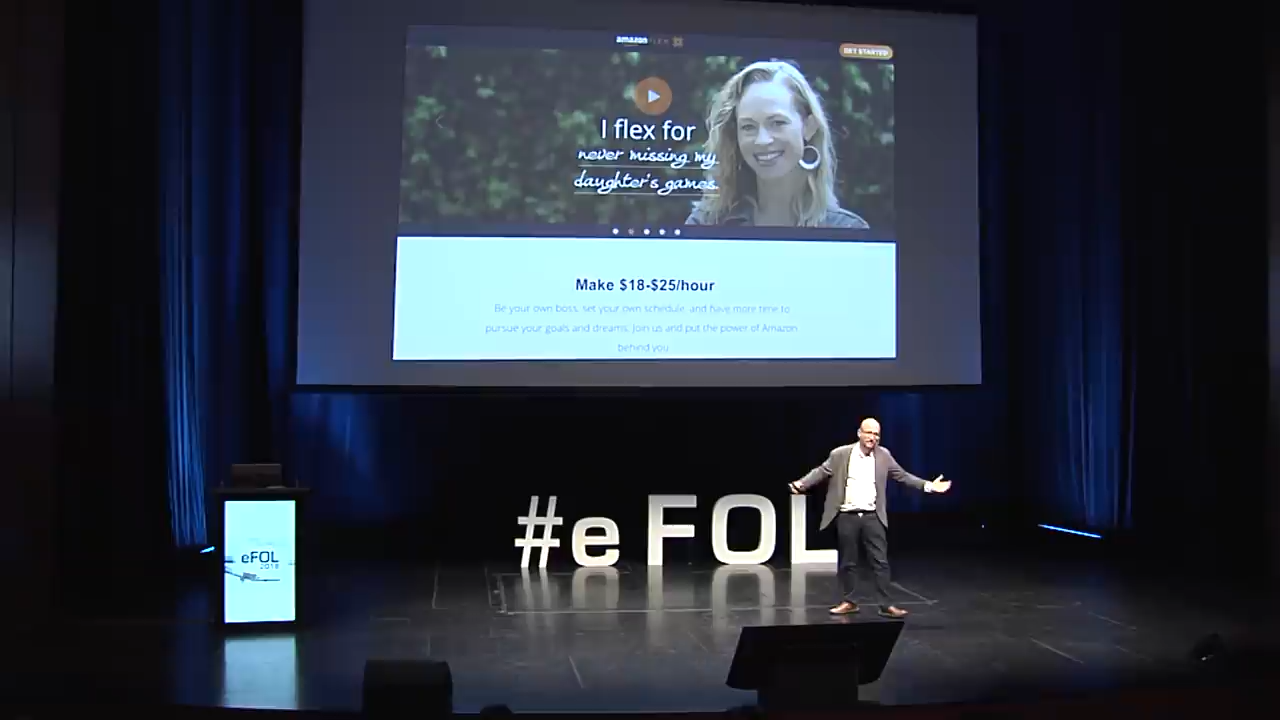 amazon FLEX
GET STARTED
I flex for
never missing my
daughter's games.
Make $18-$25/hour
Be your own boss, set your own schedule, and have more time to
pursue your goals and dreams. Join us and put the power of Amazon
behind you
#eFOL
eFOL
2018